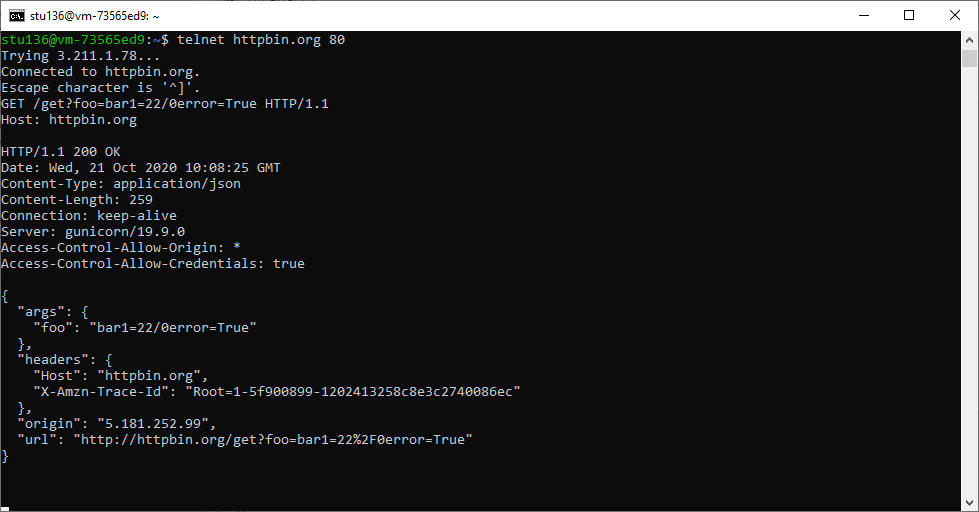 stu136@vm-73565ed9: ~
stu136@vm-73565ed9:~$ telnet httpbin.org 80
Trying 3.211.1.78...
Connected to httpbin.org.
Escape character is '^]'.
GET /get?foo=bar1=22/0error=True HTTP/1.1
Host: httpbin.org

HTTP/1.1 200 OK
Date: Wed, 21 Oct 2020 10:08:25 GMT
Content-Type: application/json
Content-Length: 259
Connection: keep-alive
Server: gunicorn/19.9.0
Access-Control-Allow-Origin: *
Access-Control-Allow-Credentials: true

{
  "args": {
    "foo": "bar1=22/0error=True"
  },
  "headers": {
    "Host": "httpbin.org",
    "X-Amzn-Trace-Id": "Root=1-5f900899-1202413258c8e3c2740086ec"
  },
  "origin": "5.181.252.99",
  "url": "http://httpbin.org/get?foo=bar1=22%2F0error=True"
}